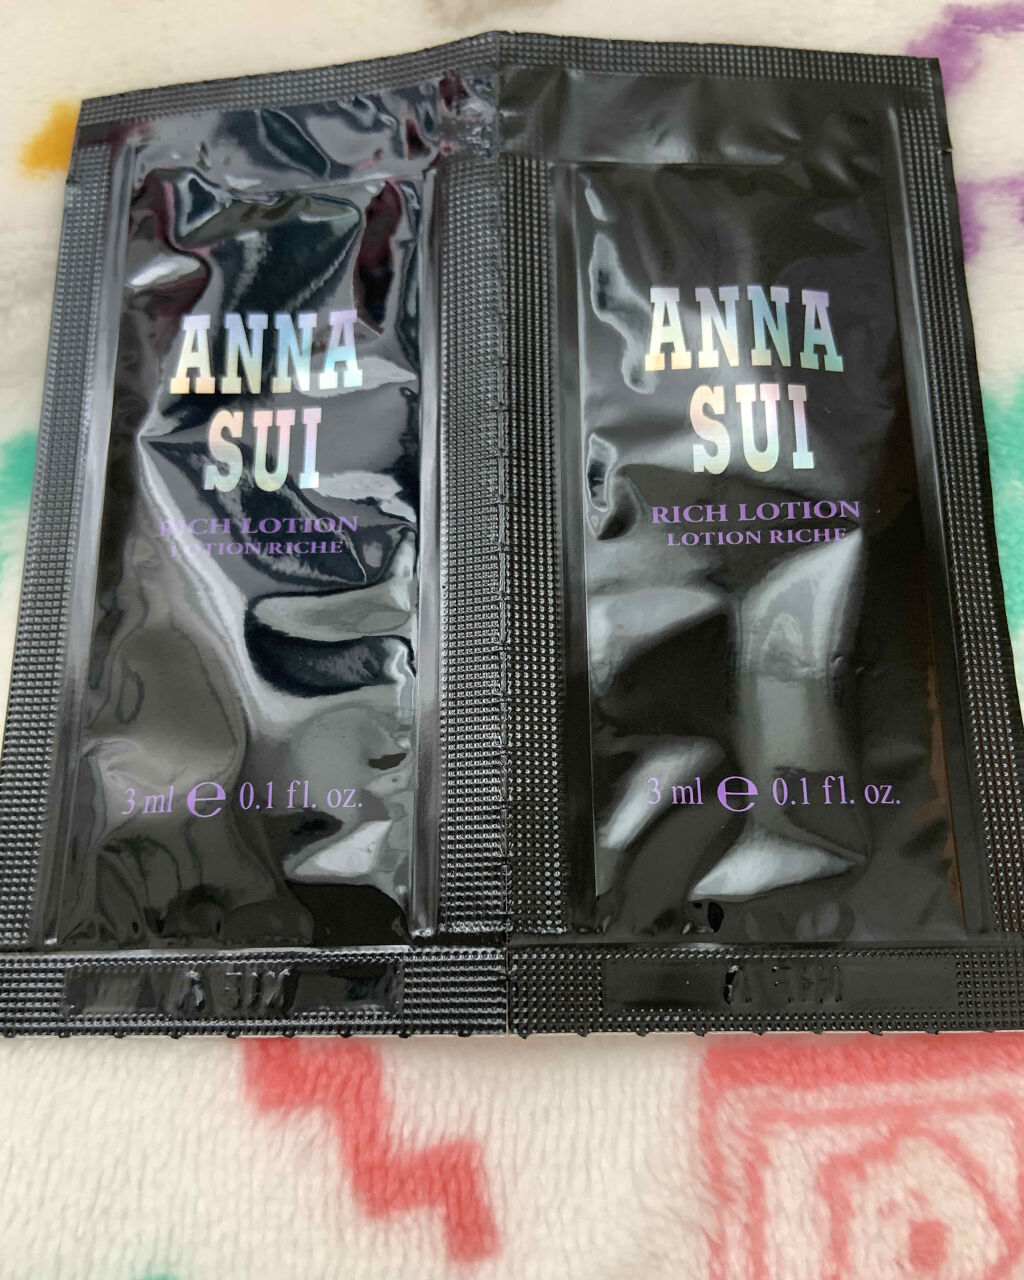 ANNA
SUI
RICH LOTION
LOTION RICHE
3 ml ℮ 0.1 fl. oz.
ANNA
SUI
RICH LOTION
LOTION RICHE
3 ml ℮ 0.1 fl. oz.